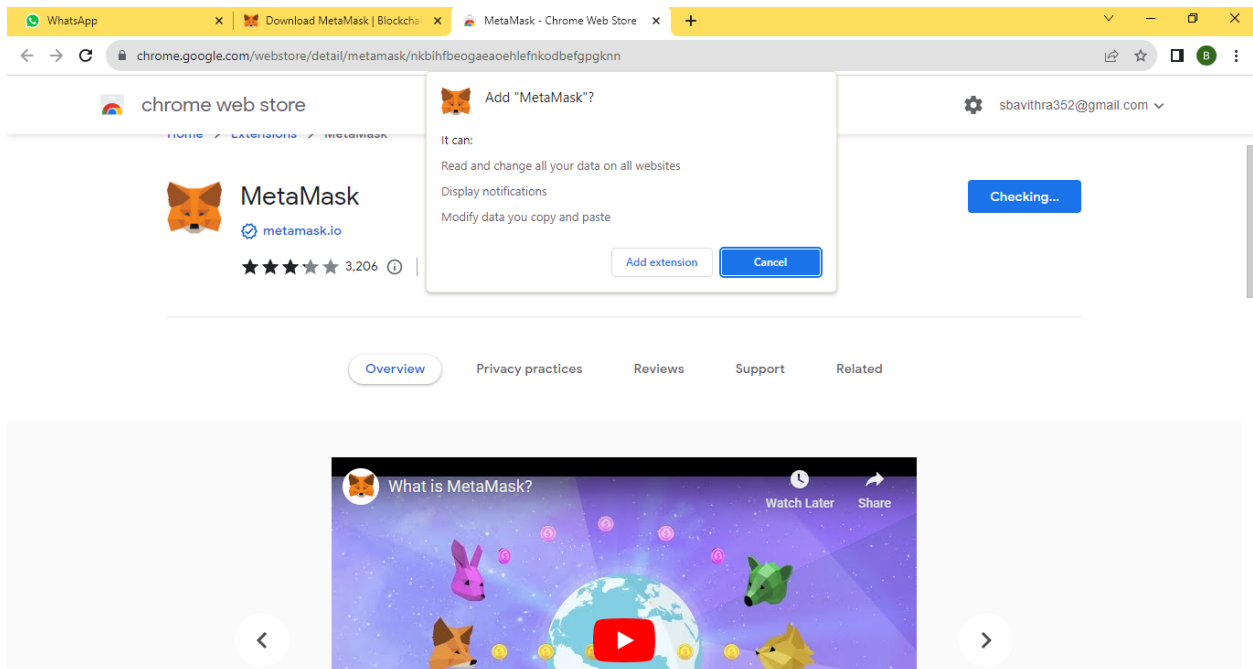 WhatsApp
Download MetaMask | Blockcha
MetaMask - Chrome Web Store
chrome.google.com/webstore/detail/metamask/nkbihfbeogaeaoehlefnkodbefgpgknn
B
chrome web store
sbavithra352@gmail.com
Home > Extensions > MetaMask
Add "MetaMask"?
It can:
Read and change all your data on all websites
Display notifications
Modify data you copy and paste
Add extension
Cancel
MetaMask
metamask.io
3,206
Checking...
Overview
Privacy practices
Reviews
Support
Related
What is MetaMask?
Watch Later
Share